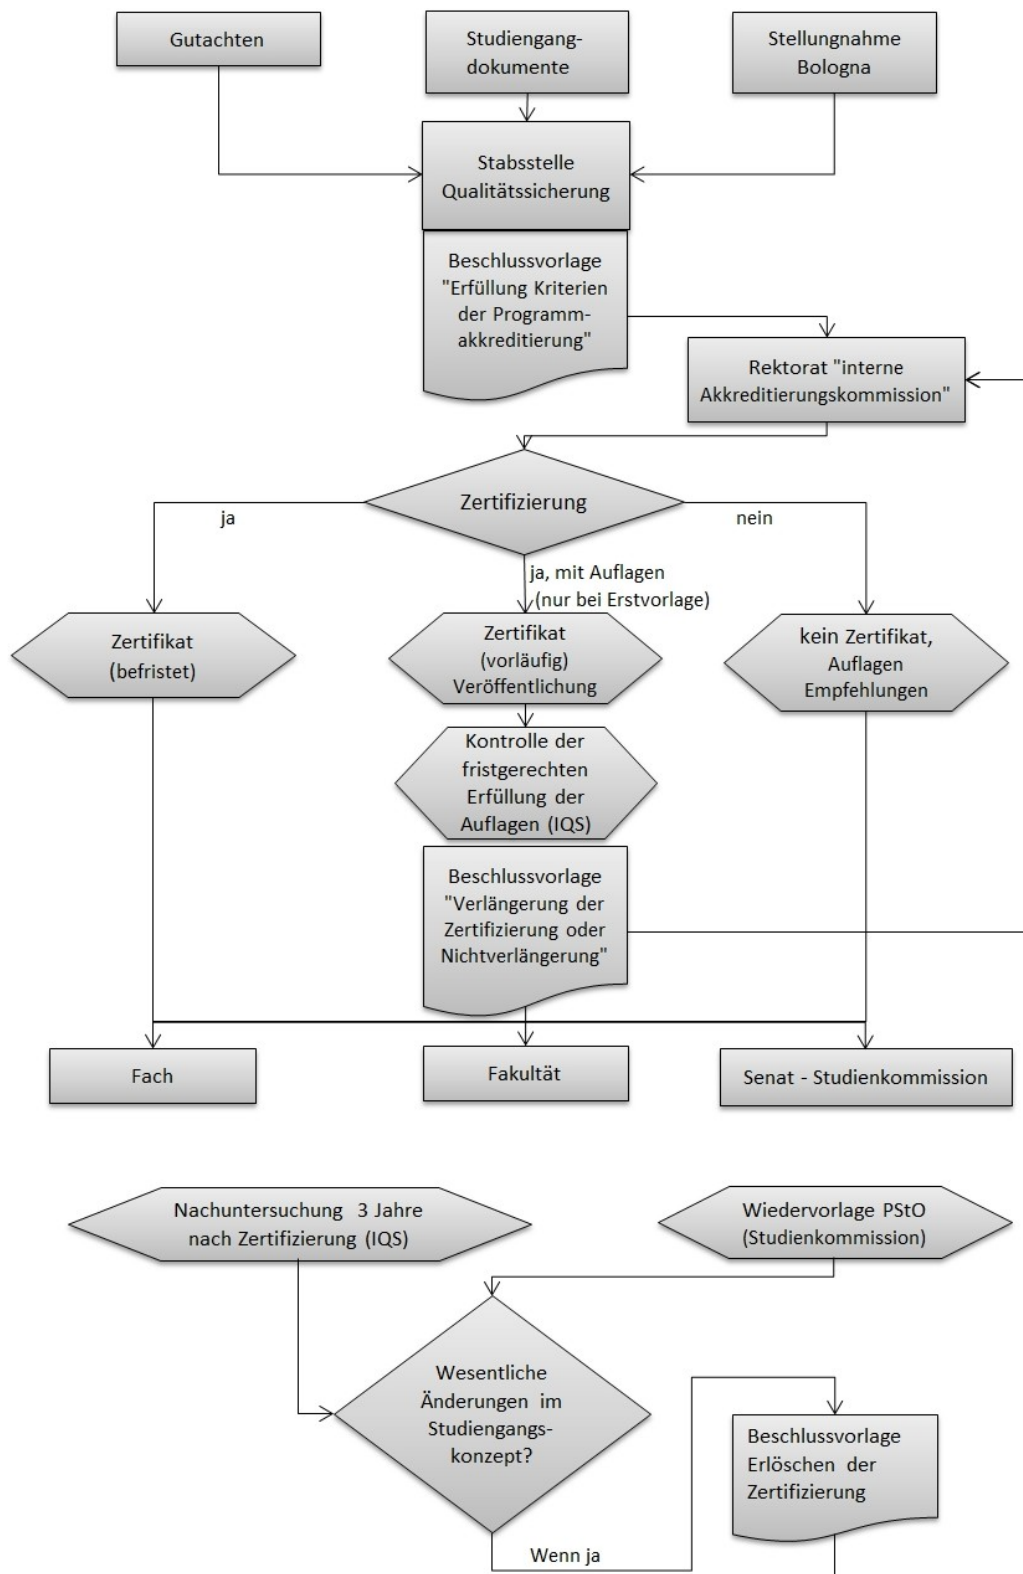 Gutachten
Studiengang-
dokumente
Stellungnahme
Bologna
Stabsstelle
Qualitätssicherung
Beschlussvorlage
"Erfüllung Kriterien
der Programm-
akkreditierung"
Rektorat "interne
Akkreditierungskommission"
Zertifizierung
ja
nein
ja, mit Auflagen
(nur bei Erstvorlage)
Zertifikat
(befristet)
Zertifikat
(vorläufig)
Veröffentlichung
kein Zertifikat,
Auflagen
Empfehlungen
Kontrolle der
fristgerechten
Erfüllung der
Auflagen (IQS)
Beschlussvorlage
"Verlängerung der
Zertifizierung oder
Nichtverlängerung"
Fach
Fakultät
Senat - Studienkommission
Nachuntersuchung 3 Jahre
nach Zertifizierung (IQS)
Wiedervorlage PStO
(Studienkommission)
Wesentliche
Änderungen im
Studiengangs-
konzept?
Beschlussvorlage
Erlöschen der
Zertifizierung
Wenn ja